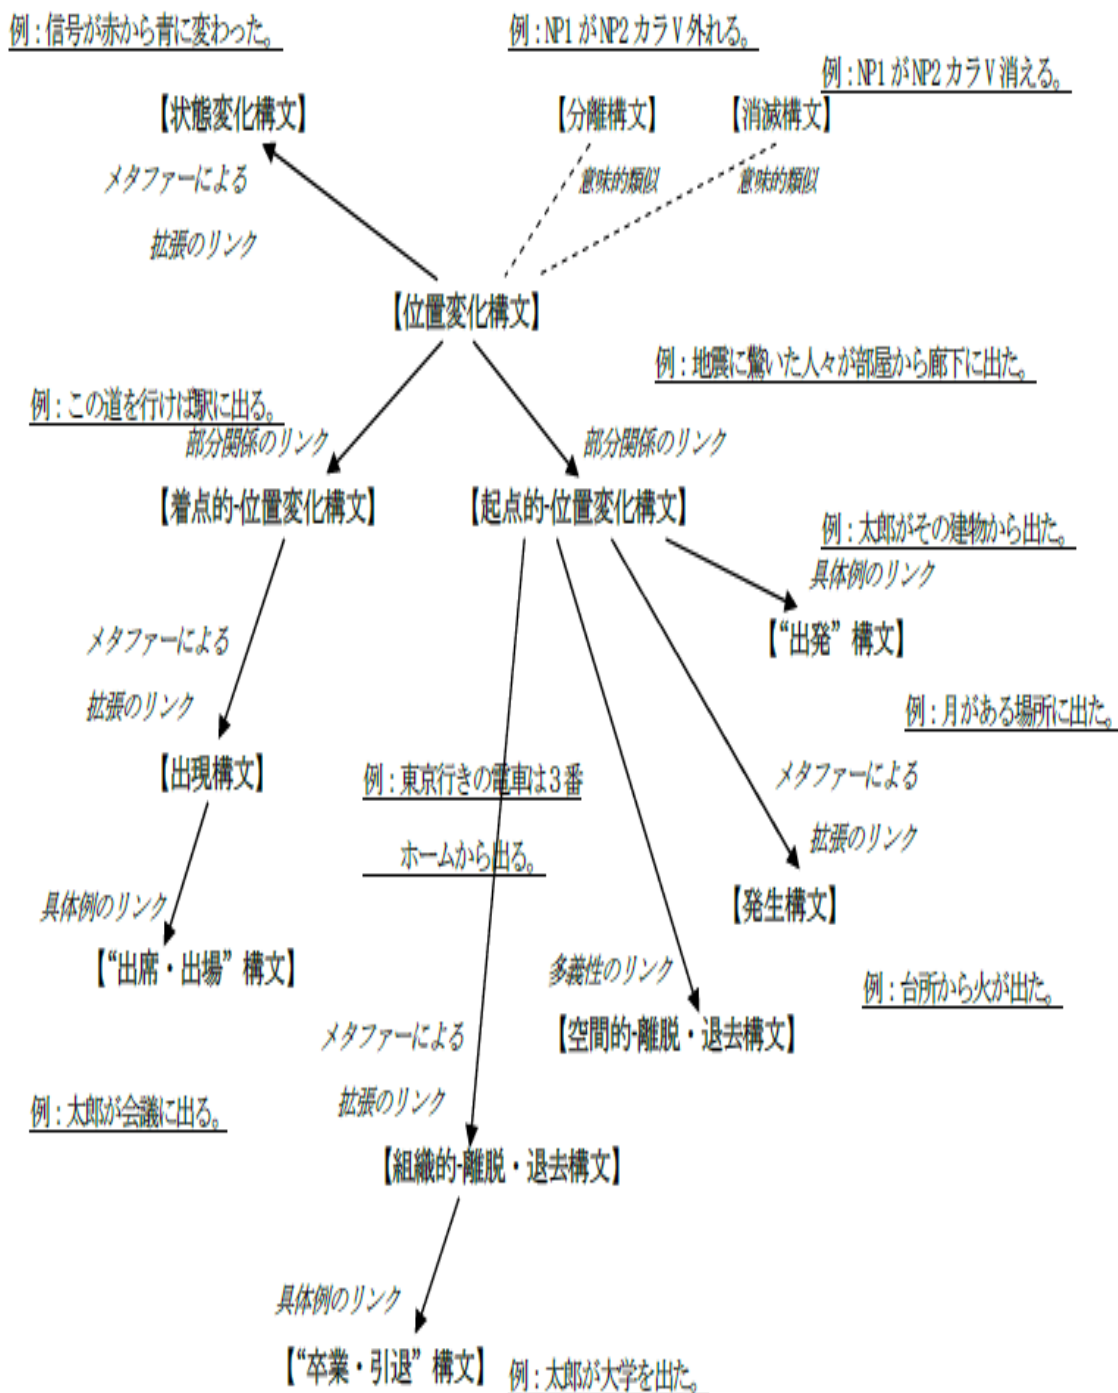 例：信号が赤から青に変わった。
例：NP1がNP2カラV外れる。
例：NP1がNP2カラV消える。
【状態変化構文】
【分離構文】
【消滅構文】
メタファーによる
拡張のリンク
意味的類似
意味的類似
【位置変化構文】
例：地震に驚いた人々が部屋から廊下に出た。
例：この道を行けば駅に出る。
部分関係のリンク
部分関係のリンク
【着点的-位置変化構文】
【起点的-位置変化構文】
例：太郎がその建物から出た。
具体例のリンク
【“出発”構文】
メタファーによる
拡張のリンク
例：月がある場所に出た。
【出現構文】
例：東京行きの電車は３番
ホームから出る。
メタファーによる
拡張のリンク
具体例のリンク
【発生構文】
【“出席・出場”構文】
多義性のリンク
例：台所から火が出た。
【空間的-離脱・退去構文】
メタファーによる
拡張のリンク
例：太郎が会議に出る。
【組織的-離脱・退去構文】
具体例のリンク
【“卒業・引退”構文】
例：太郎が大学を出た。